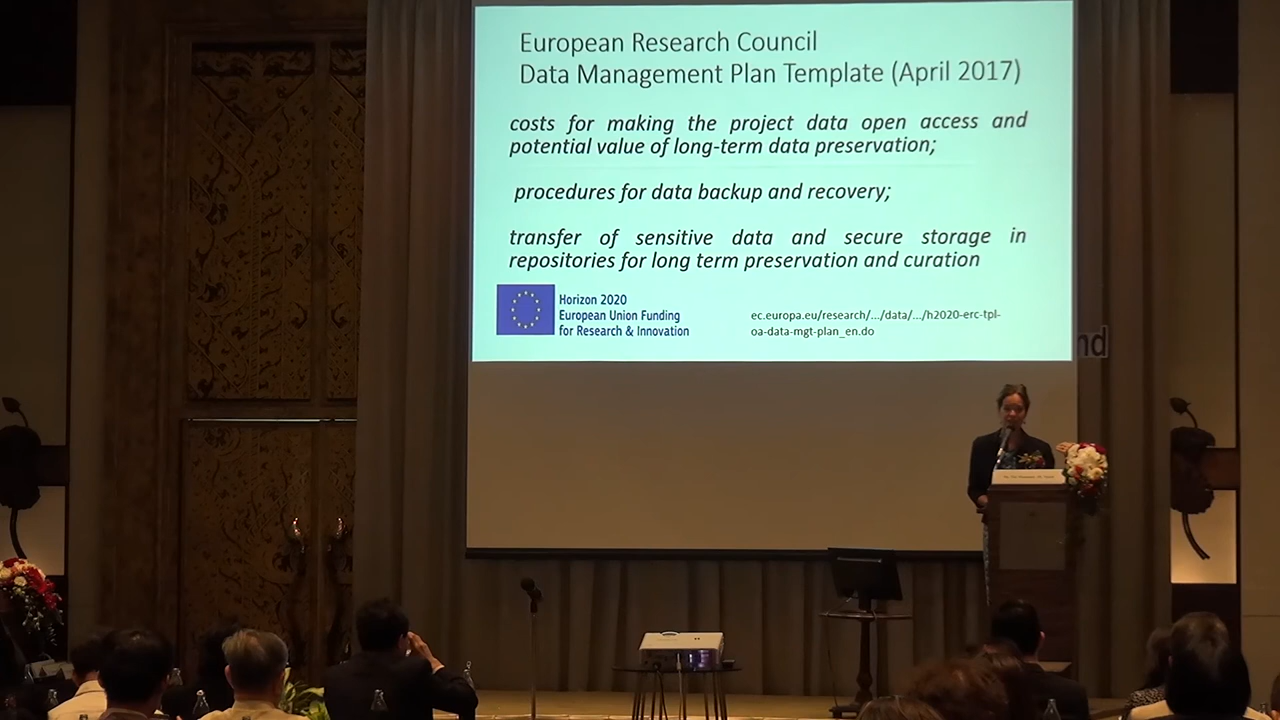 European Research Council
Data Management Plan Template (April 2017)
costs for making the project data open access and
potential value of long-term data preservation;
procedures for data backup and recovery;
transfer of sensitive data and secure storage in
repositories for long term preservation and curation
Horizon 2020
European Union Funding
for Research & Innovation
ec.europa.eu/research/.../data/.../h2020-erc-tpl-
oa-data-mgt-plan_en.do
nd